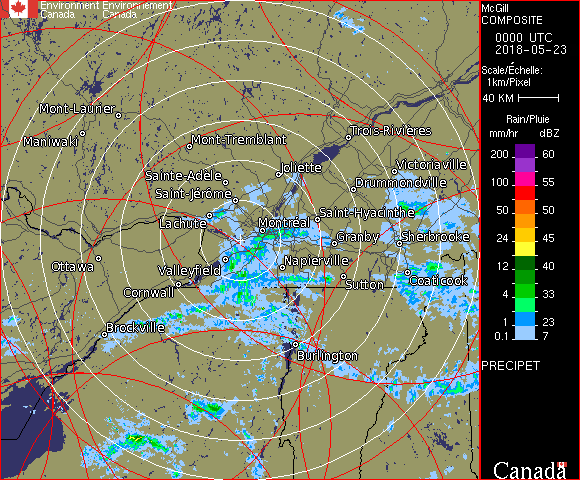 Environment Environnement
Canada Canada
McGill
COMPOSITE
0000 UTC
2018-05-23
Scale/Échelle:
1km/Pixel
40 KM
Rain/Pluie
mm/hr dBZ
200 60
100 55
50 50
24 45
12 40
4 33
1 23
0.1 7
PRECIPET
Canada
Mont-Laurier
Maniwaki
Mont-Tremblant
Trois-Rivières
Sainte-Adèle
Joliette
Victoriaville
Saint-Jérôme
Drummondville
Lachute
Montréal
Saint-Hyacinthe
Granby
Sherbrooke
Ottawa
Valleyfield
Napierville
Cornwall
Sutton
Coaticook
Brockville
Burlington